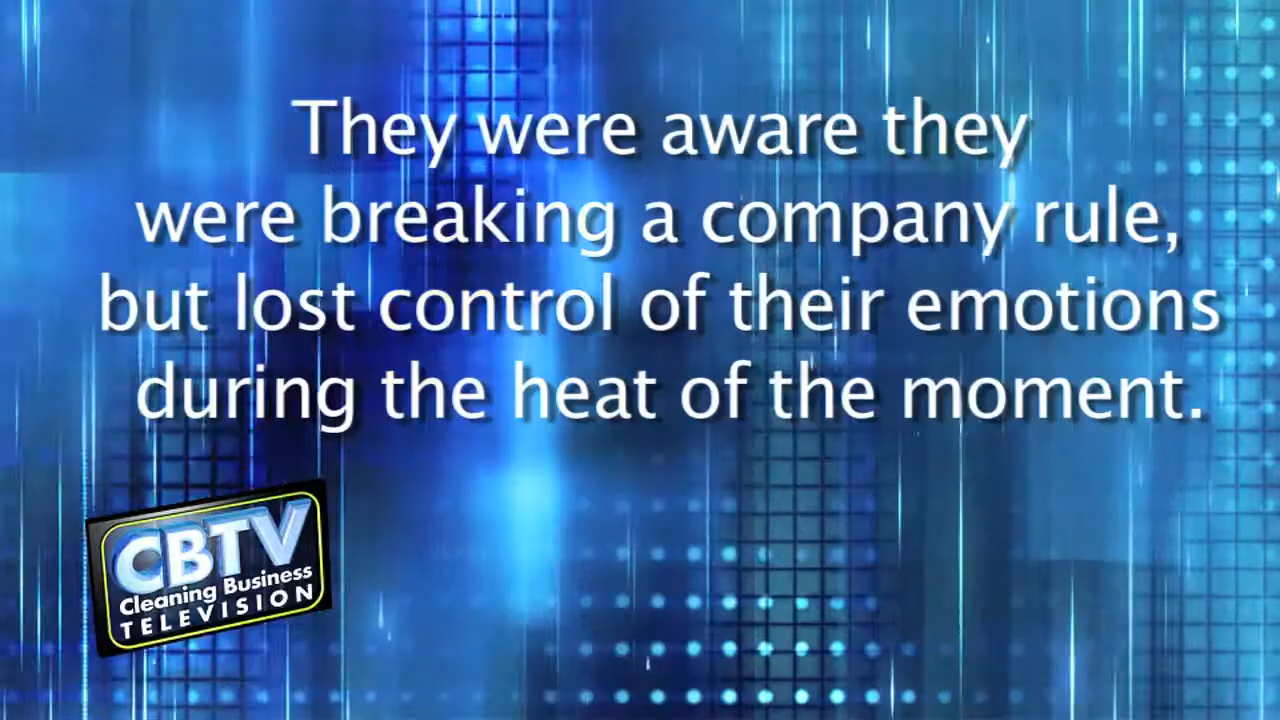 They were aware they
were breaking a company rule,
but lost control of their emotions
during the heat of the moment.
CBTV
Cleaning Business
TELEVISION